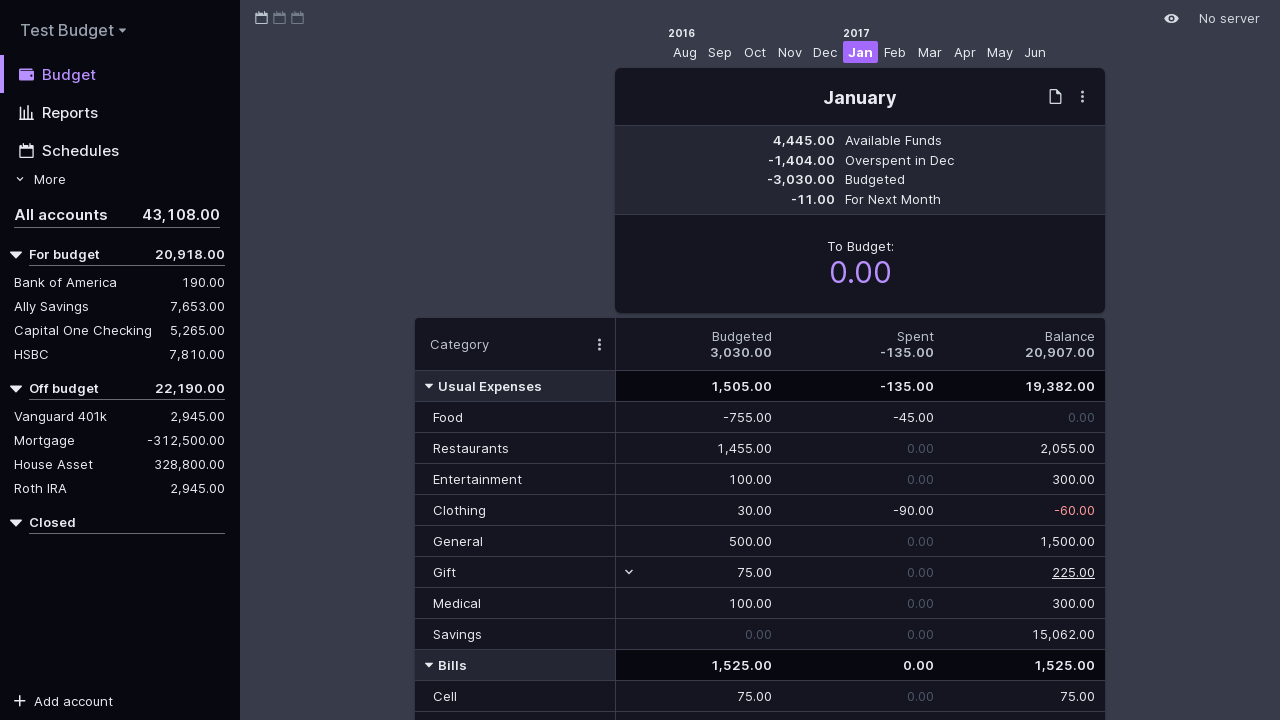 Test Budget
Budget
Reports
Schedules
More
All accounts 43,108.00
For budget 20,918.00
Bank of America 190.00
Ally Savings 7,653.00
Capital One Checking 5,265.00
HSBC 7,810.00
Off budget 22,190.00
Vanguard 401k 2,945.00
Mortgage -312,500.00
House Asset 328,800.00
Roth IRA 2,945.00
Closed
Add account
No server
2016 2017
Aug Sep Oct Nov Dec Jan Feb Mar Apr May Jun
January
4,445.00 Available Funds
-1,404.00 Overspent in Dec
-3,030.00 Budgeted
-11.00 For Next Month
To Budget:
0.00
Category Budgeted 3,030.00 Spent -135.00 Balance 20,907.00
Usual Expenses 1,505.00 -135.00 19,382.00
Food -755.00 -45.00 0.00
Restaurants 1,455.00 0.00 2,055.00
Entertainment 100.00 0.00 300.00
Clothing 30.00 -90.00 -60.00
General 500.00 0.00 1,500.00
Gift 75.00 0.00 225.00
Medical 100.00 0.00 300.00
Savings 0.00 0.00 15,062.00
Bills 1,525.00 0.00 1,525.00
Cell 75.00 0.00 75.00